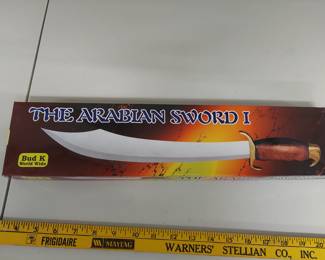 THE ARABIAN SWORD I
Bud K
World Wide
FRIGIDAIRE
MAYTAG
WARNERS' STELLIAN CO., INC.